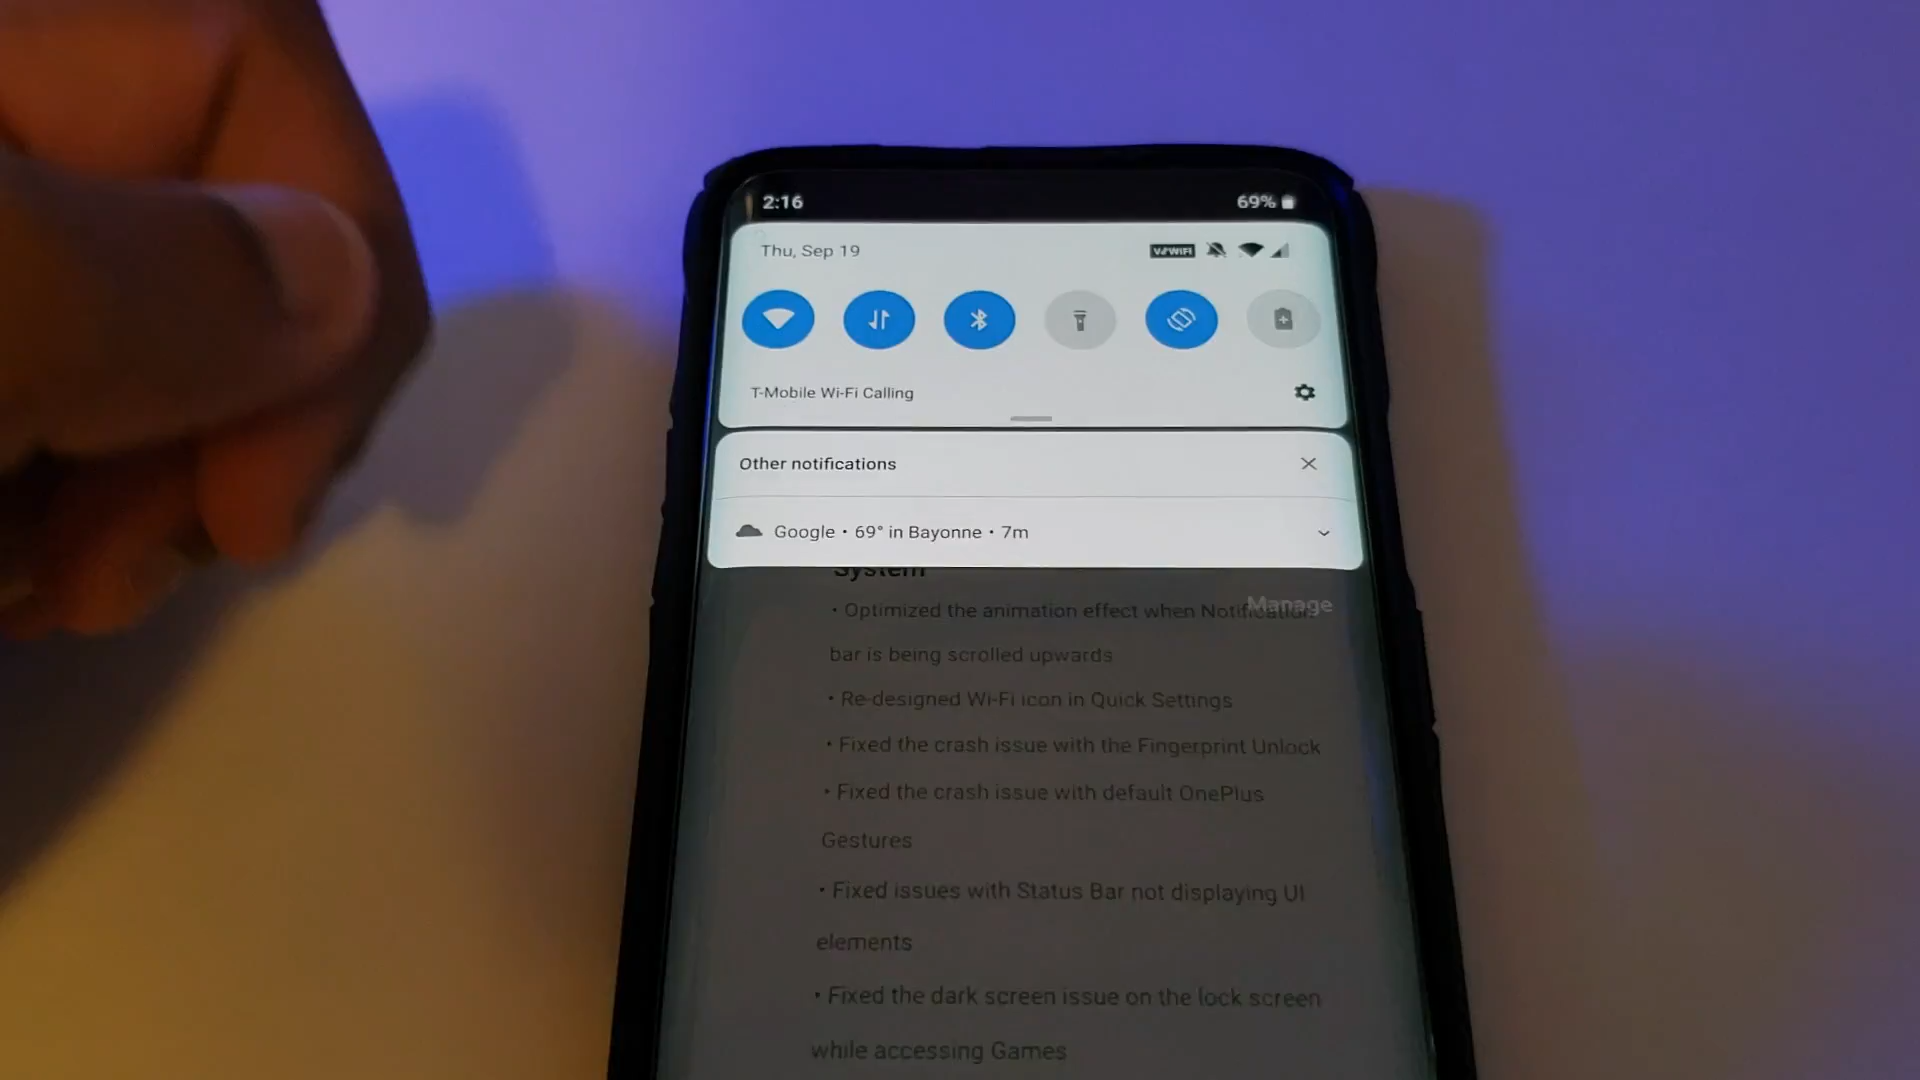 2:16 69%
Thu, Sep 19 VoWiFi
T-Mobile Wi-Fi Calling
Other notifications
Google • 69° in Bayonne • 7m
System
Manage
• Optimized the animation effect when Notification
bar is being scrolled upwards
• Re-designed Wi-Fi icon in Quick Settings
• Fixed the crash issue with the Fingerprint Unlock
• Fixed the crash issue with default OnePlus
Gestures
• Fixed issues with Status Bar not displaying UI
elements
• Fixed the dark screen issue on the lock screen
while accessing Games